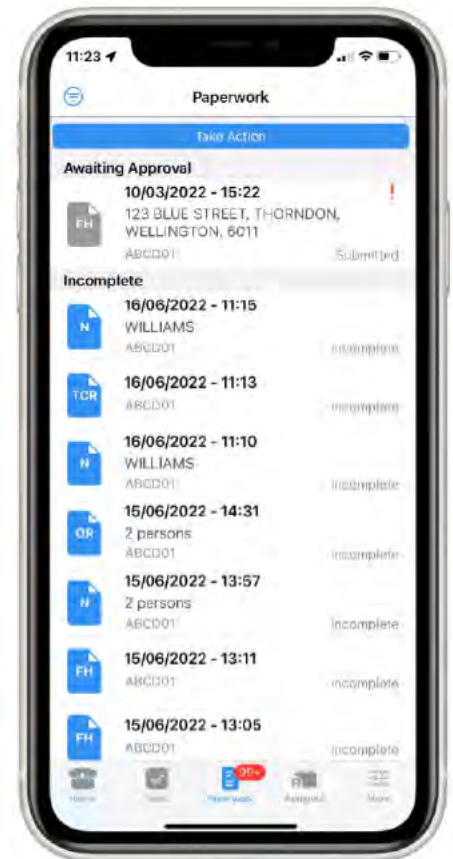 11:23
Paperwork
Take Action
Awaiting Approval
10/03/2022 - 15:22
!
FH
123 BLUE STREET, THORNDON,
WELLINGTON, 6011
ABCD01
Submitted
Incomplete
16/06/2022 - 11:15
N
WILLIAMS
ABCD01
Incomplete
16/06/2022 - 11:13
TCR
ABCD01
Incomplete
16/06/2022 - 11:10
N
WILLIAMS
ABCD01
Incomplete
15/06/2022 - 14:31
OR
2 persons
ABCD01
Incomplete
15/06/2022 - 13:57
N
2 persons
ABCD01
Incomplete
15/06/2022 - 13:11
FH
ABCD01
Incomplete
15/06/2022 - 13:05
FH
ABCD01
Incomplete
99+
Home
Paperwork
More